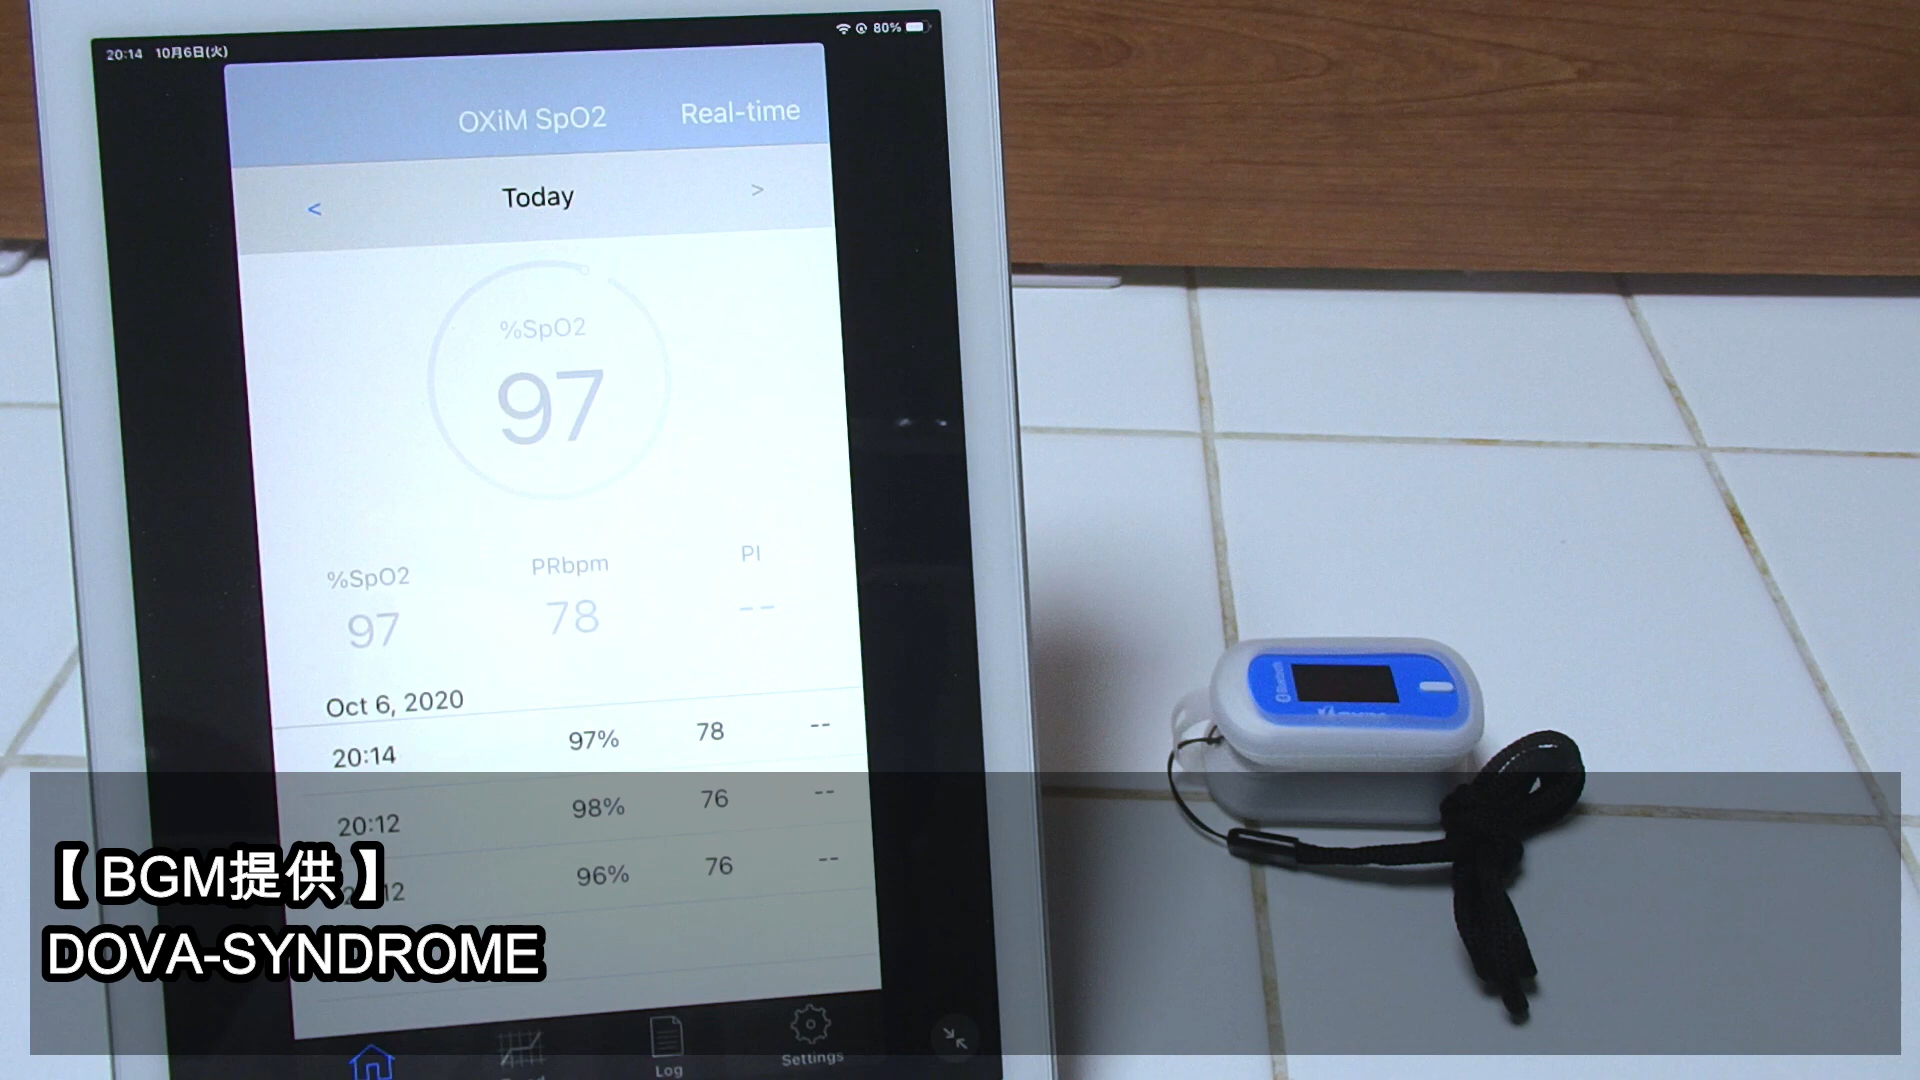 20:14 10月6日(火)
80%
OXiM SpO2
Real-time
<
Today
>
%SpO2
97
%SpO2
PRbpm
PI
97
78
--
Oct 6, 2020
20:14 97% 78 --
20:12 98% 76 --
12 96% 76 --
【 BGM提供 】
DOVA-SYNDROME
Log
Settings
Bluetooth